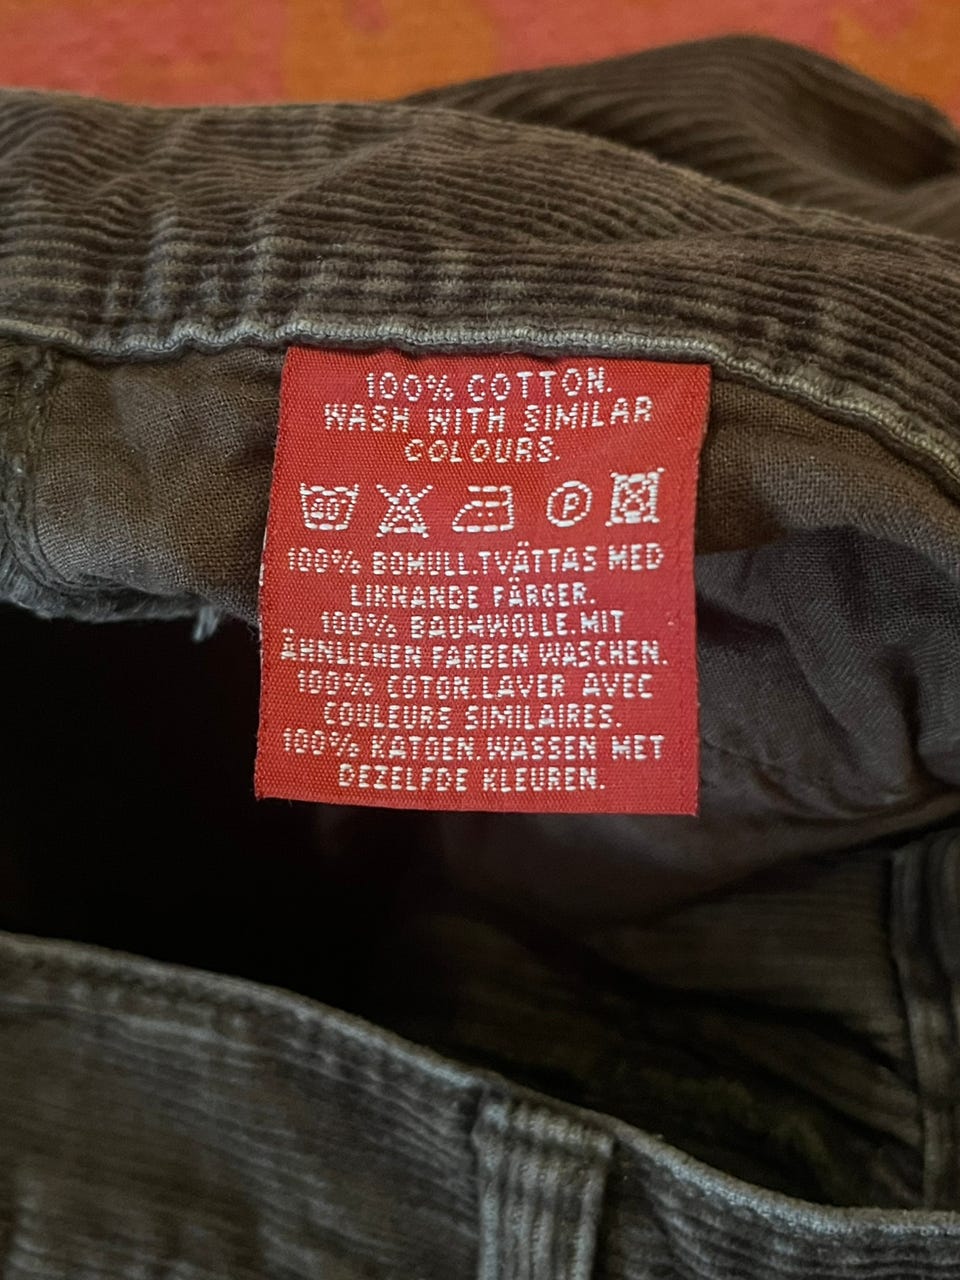 100% COTTON.
WASH WITH SIMILAR
COLOURS.
40° P
100% BOMULL.TVÄTTAS MED
LIKNANDE FÄRGER.
100% BAUMWOLLE.MIT
ÄHNLICHEN FARBEN WASCHEN.
100% COTON.LAVER AVEC
COULEURS SIMILAIRES.
100% KATOEN.WASSEN MET
DEZELFDE KLEUREN.